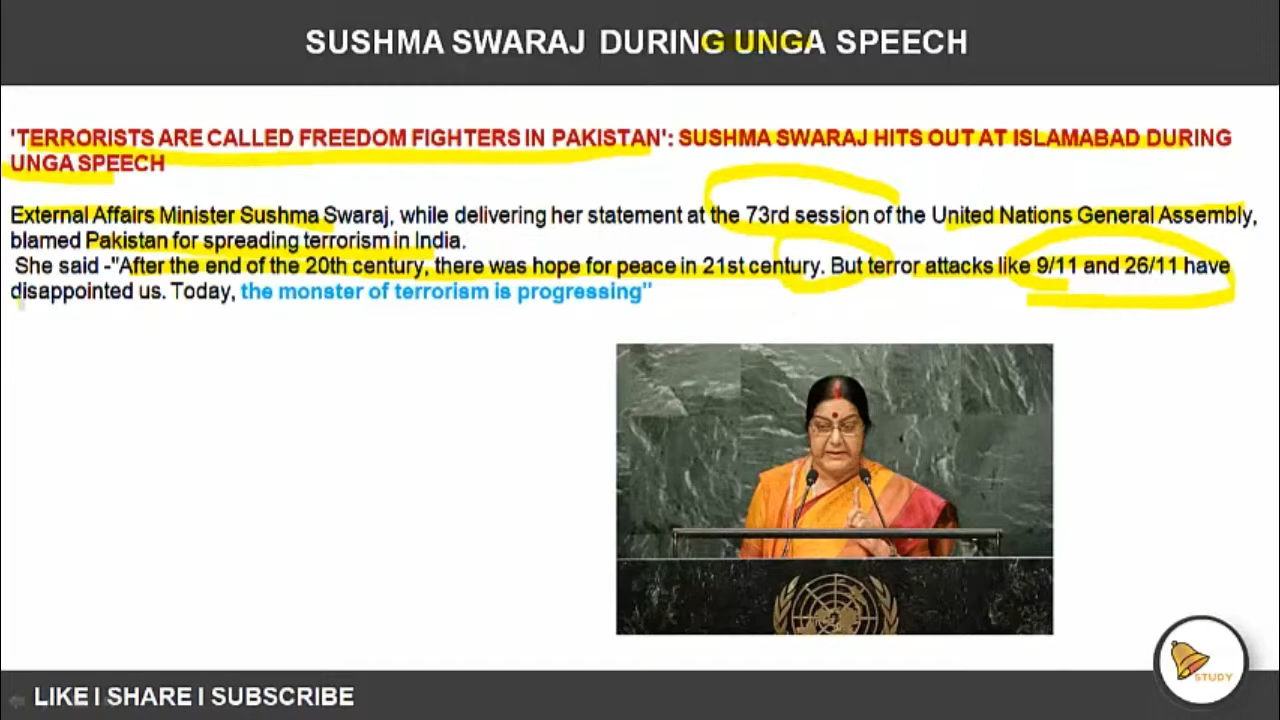 SUSHMA SWARAJ DURING UNGA SPEECH
'TERRORISTS ARE CALLED FREEDOM FIGHTERS IN PAKISTAN': SUSHMA SWARAJ HITS OUT AT ISLAMABAD DURING
UNGA SPEECH
External Affairs Minister Sushma Swaraj, while delivering her statement at the 73rd session of the United Nations General Assembly,
blamed Pakistan for spreading terrorism in India.
She said -"After the end of the 20th century, there was hope for peace in 21st century. But terror attacks like 9/11 and 26/11 have
disappointed us. Today, the monster of terrorism is progressing"
STUDY
LIKE I SHARE I SUBSCRIBE